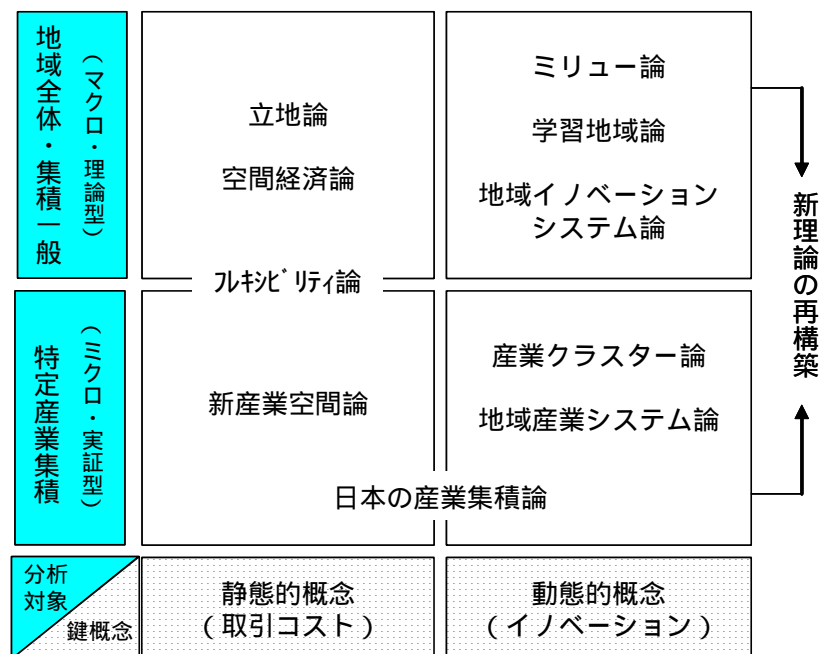 地域全体・集積一般
（マクロ・理論型）
立地論
空間経済論
ミリュー論
学習地域論
地域イノベーション
システム論
フレキシビリティ論
特定産業集積
（ミクロ・実証型）
新産業空間論
産業クラスター論
地域産業システム論
日本の産業集積論
新理論の再構築
分析
対象
鍵概念
静態的概念
（取引コスト）
動態的概念
（イノベーション）